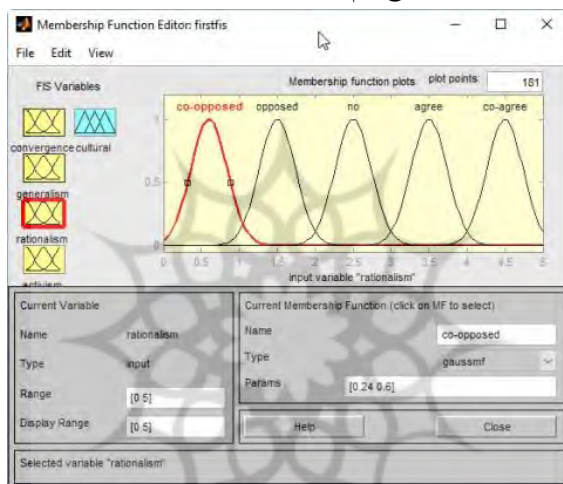 Membership Function Editor: firstfis
File Edit View
FIS Variables
Membership function plots plot points: 181
co-opposed opposed no agree co-agree
convergence cultural
generalism
rationalism
activism
1
0.5
0
0 0.5 1 1.5 2 2.5 3 3.5 4 4.5 5
input variable "rationalism"
Current Variable
Name rationalism
Type input
Range [0 5]
Display Range [0 5]
Current Membership Function (click on MF to select)
Name co-opposed
Type gaussmf
Params [0.24 0.6]
Help Close
Selected variable "rationalism"